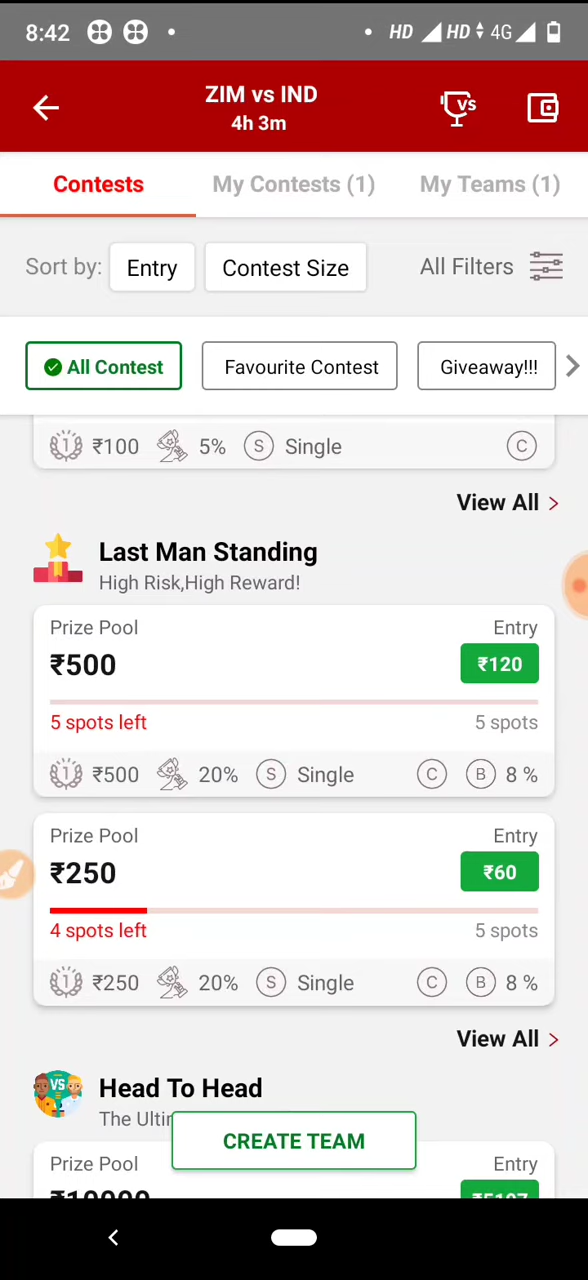 8:42 HD HD 4G
ZIM vs IND
4h 3m
VS
Contests My Contests (1) My Teams (1)
Sort by: Entry Contest Size All Filters
All Contest Favourite Contest Giveaway!!!
1 ₹100 5% S Single C
View All
Last Man Standing
High Risk,High Reward!
Prize Pool Entry
₹500 ₹120
5 spots left 5 spots
1 ₹500 20% S Single C B 8 %
Prize Pool Entry
₹250 ₹60
4 spots left 5 spots
1 ₹250 20% S Single C B 8 %
View All
VS Head To Head
The Ulti
CREATE TEAM
Prize Pool Entry
₹10000